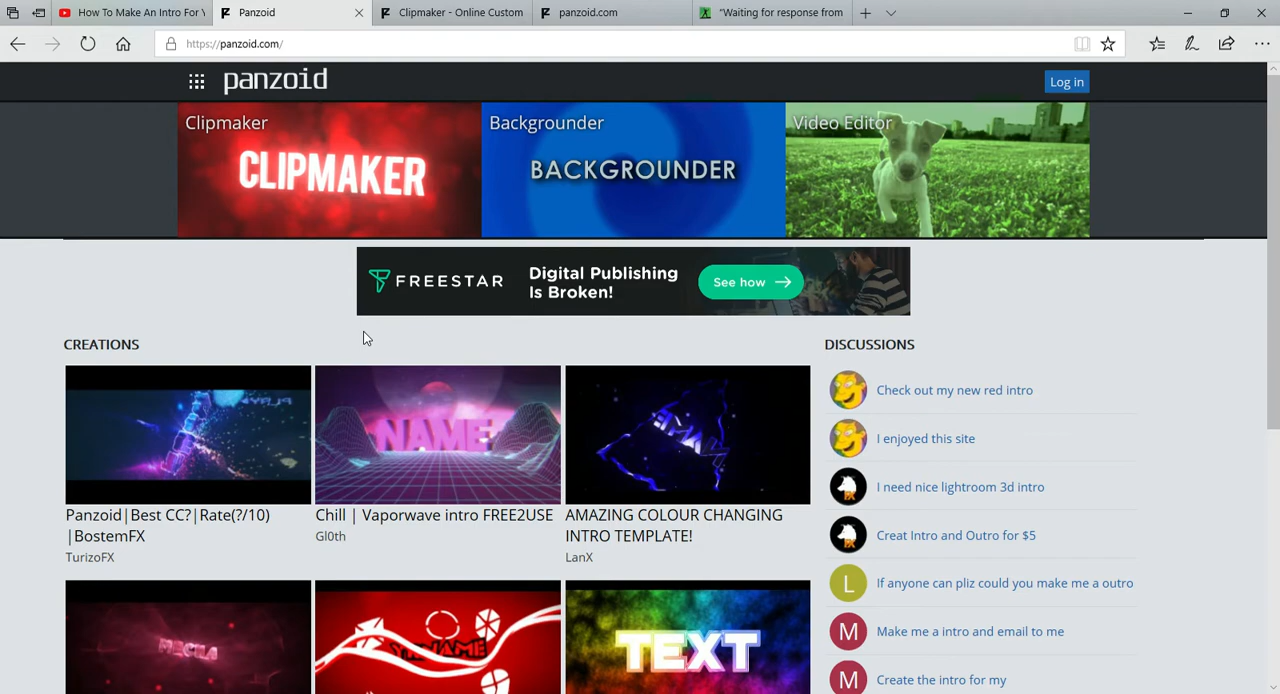 How To Make An Intro For Y
Panzoid
Clipmaker - Online Custom
panzoid.com
"Waiting for response from
https://panzoid.com/
panzoid
Log in
Clipmaker
CLIPMAKER
Backgrounder
BACKGROUNDER
Video Editor
FREESTAR
Digital Publishing
Is Broken!
See how
CREATIONS
DISCUSSIONS
NAME
Panzoid|Best CC?|Rate(?/10)
|BostemFX
TurizoFX
Chill | Vaporwave intro FREE2USE
Gl0th
AMAZING COLOUR CHANGING
INTRO TEMPLATE!
LanX
Check out my new red intro
I enjoyed this site
I need nice lightroom 3d intro
Creat Intro and Outro for $5
L
If anyone can pliz could you make me a outro
M
Make me a intro and email to me
M
Create the intro for my
TEXT